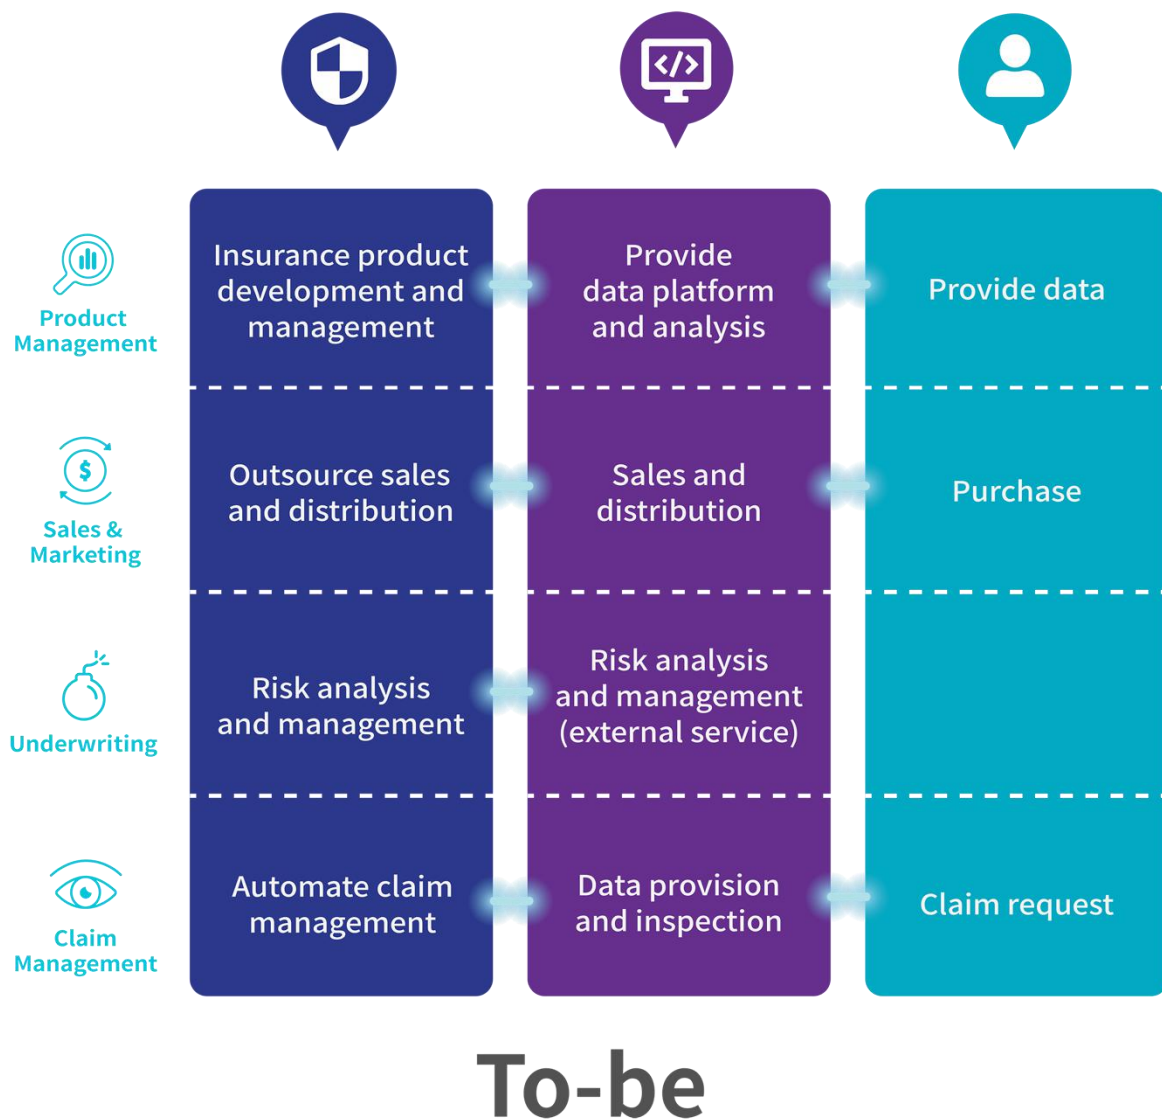 </>
Product
Management
Insurance product
development and
management
Provide
data platform
and analysis
Provide data
$
Sales &
Marketing
Outsource sales
and distribution
Sales and
distribution
Purchase
Underwriting
Risk analysis
and management
Risk analysis
and management
(external service)
Claim
Management
Automate claim
management
Data provision
and inspection
Claim request
To-be